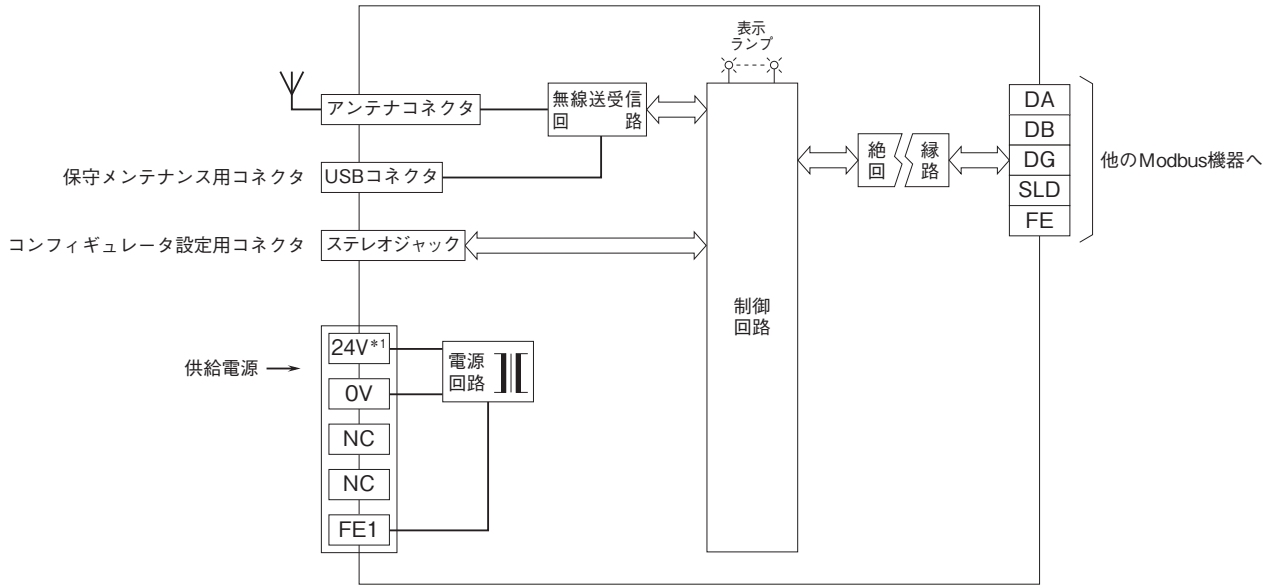 表示
ランプ
アンテナコネクタ
無線送受信
回 路
保守メンテナンス用コネクタ
USBコネクタ
コンフィギュレータ設定用コネクタ
ステレオジャック
制御
回路
絶 縁
回 路
DA
DB
DG
SLD
FE
他のModbus機器へ
供給電源
24V*1
0V
NC
NC
FE1
電源
回路